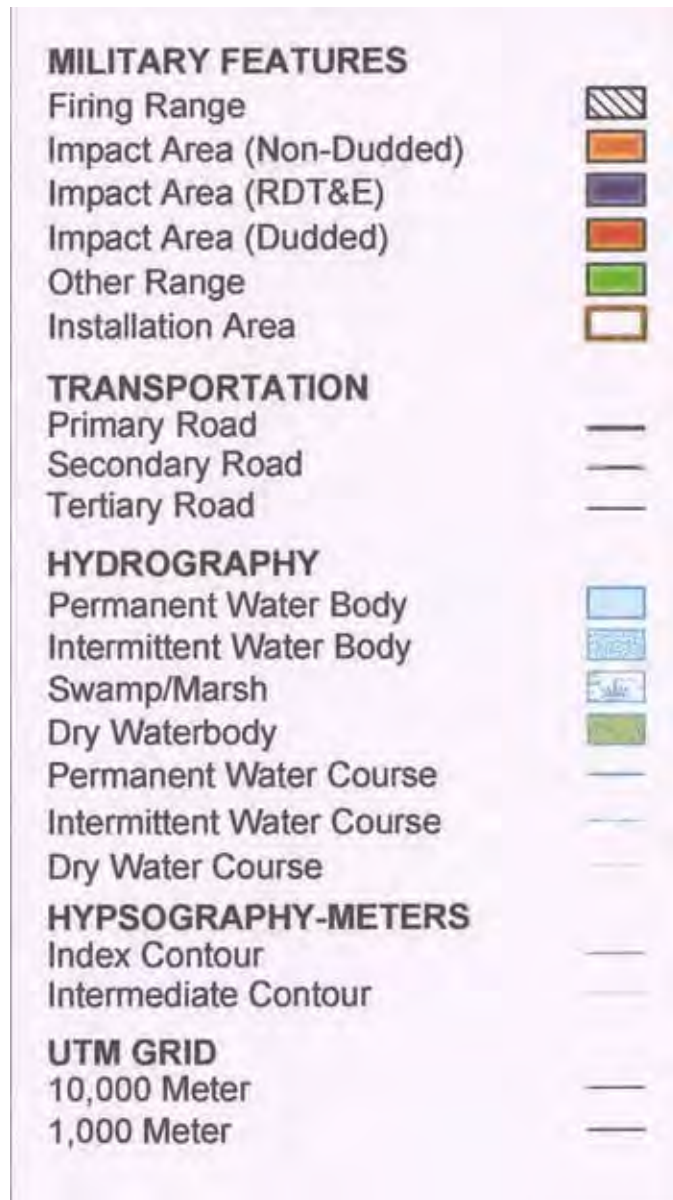 MILITARY FEATURES
Firing Range
Impact Area (Non-Dudded)
Impact Area (RDT&E)
Impact Area (Dudded)
Other Range
Installation Area
TRANSPORTATION
Primary Road
Secondary Road
Tertiary Road
HYDROGRAPHY
Permanent Water Body
Intermittent Water Body
Swamp/Marsh
Dry Waterbody
Permanent Water Course
Intermittent Water Course
Dry Water Course
HYPSOGRAPHY-METERS
Index Contour
Intermediate Contour
UTM GRID
10,000 Meter
1,000 Meter